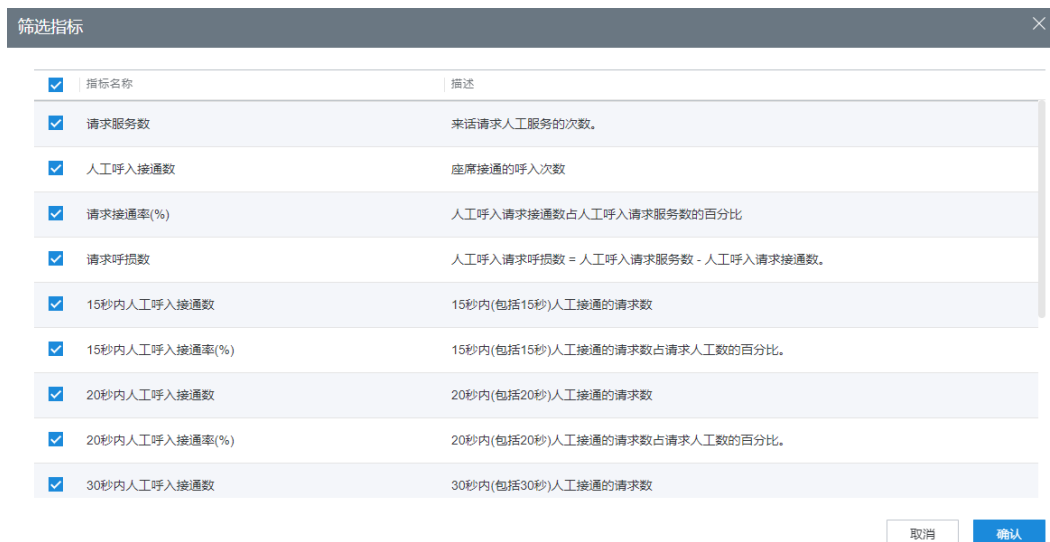 筛选指标
指标名称 描述
请求服务数 来话请求人工服务的次数。
人工呼入接通数 座席接通的呼入次数
请求接通率(%) 人工呼入请求接通数占人工呼入请求服务数的百分比
请求呼损数 人工呼入请求呼损数 = 人工呼入请求服务数 - 人工呼入请求接通数。
15秒内人工呼入接通数 15秒内(包括15秒)人工接通的请求数
15秒内人工呼入接通率(%) 15秒内(包括15秒)人工接通的请求数占请求人工数的百分比。
20秒内人工呼入接通数 20秒内(包括20秒)人工接通的请求数
20秒内人工呼入接通率(%) 20秒内(包括20秒)人工接通的请求数占请求人工数的百分比。
30秒内人工呼入接通数 30秒内(包括30秒)人工接通的请求数
取消 确认